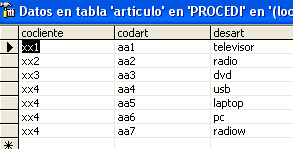 Datos en tabla 'articulo' en 'PROCEDI' en '(loc
cocliente codart desart
xx1 aa1 televisor
xx2 aa2 radio
xx3 aa3 dvd
xx4 aa4 usb
xx4 aa5 laptop
xx4 aa6 pc
xx4 aa7 radiow